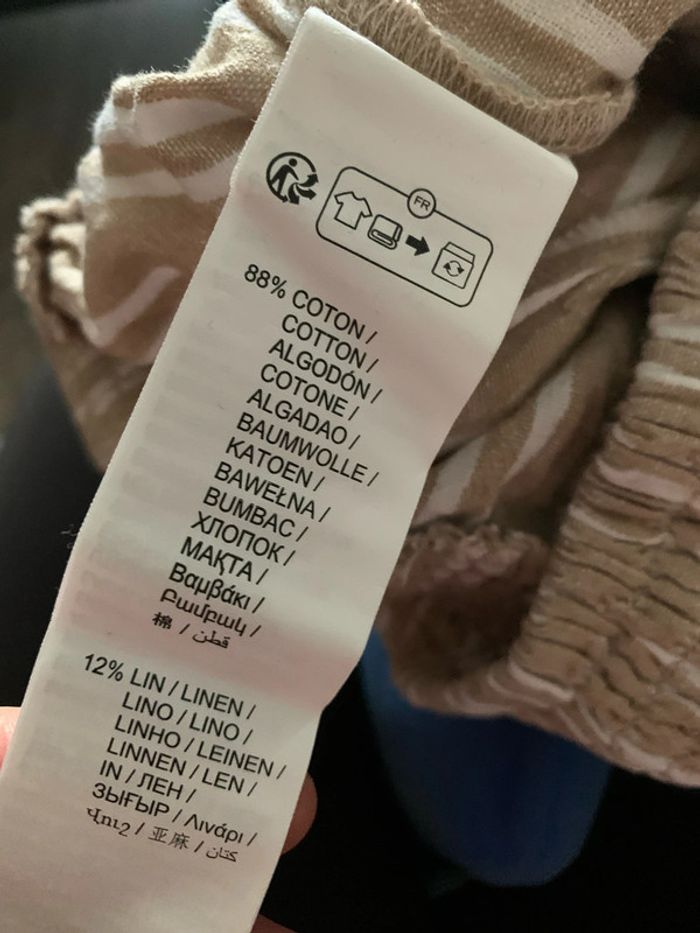 FR
88% COTON /
COTTON /
ALGODÓN /
COTONE /
ALGADAO /
BAUMWOLLE /
KATOEN /
BAWEŁNA /
BUMBAC /
ХЛОПОК /
МАҚТА /
Βαμβάκι /
Բամբակ /
棉 / قطن
12% LIN / LINEN /
LINO / LINO /
LINHO / LEINEN /
LINNEN / LEN /
IN / ЛЕН /
ЗЫҒЫР / Λινάρι /
Վուշ / 亚麻 / كتان